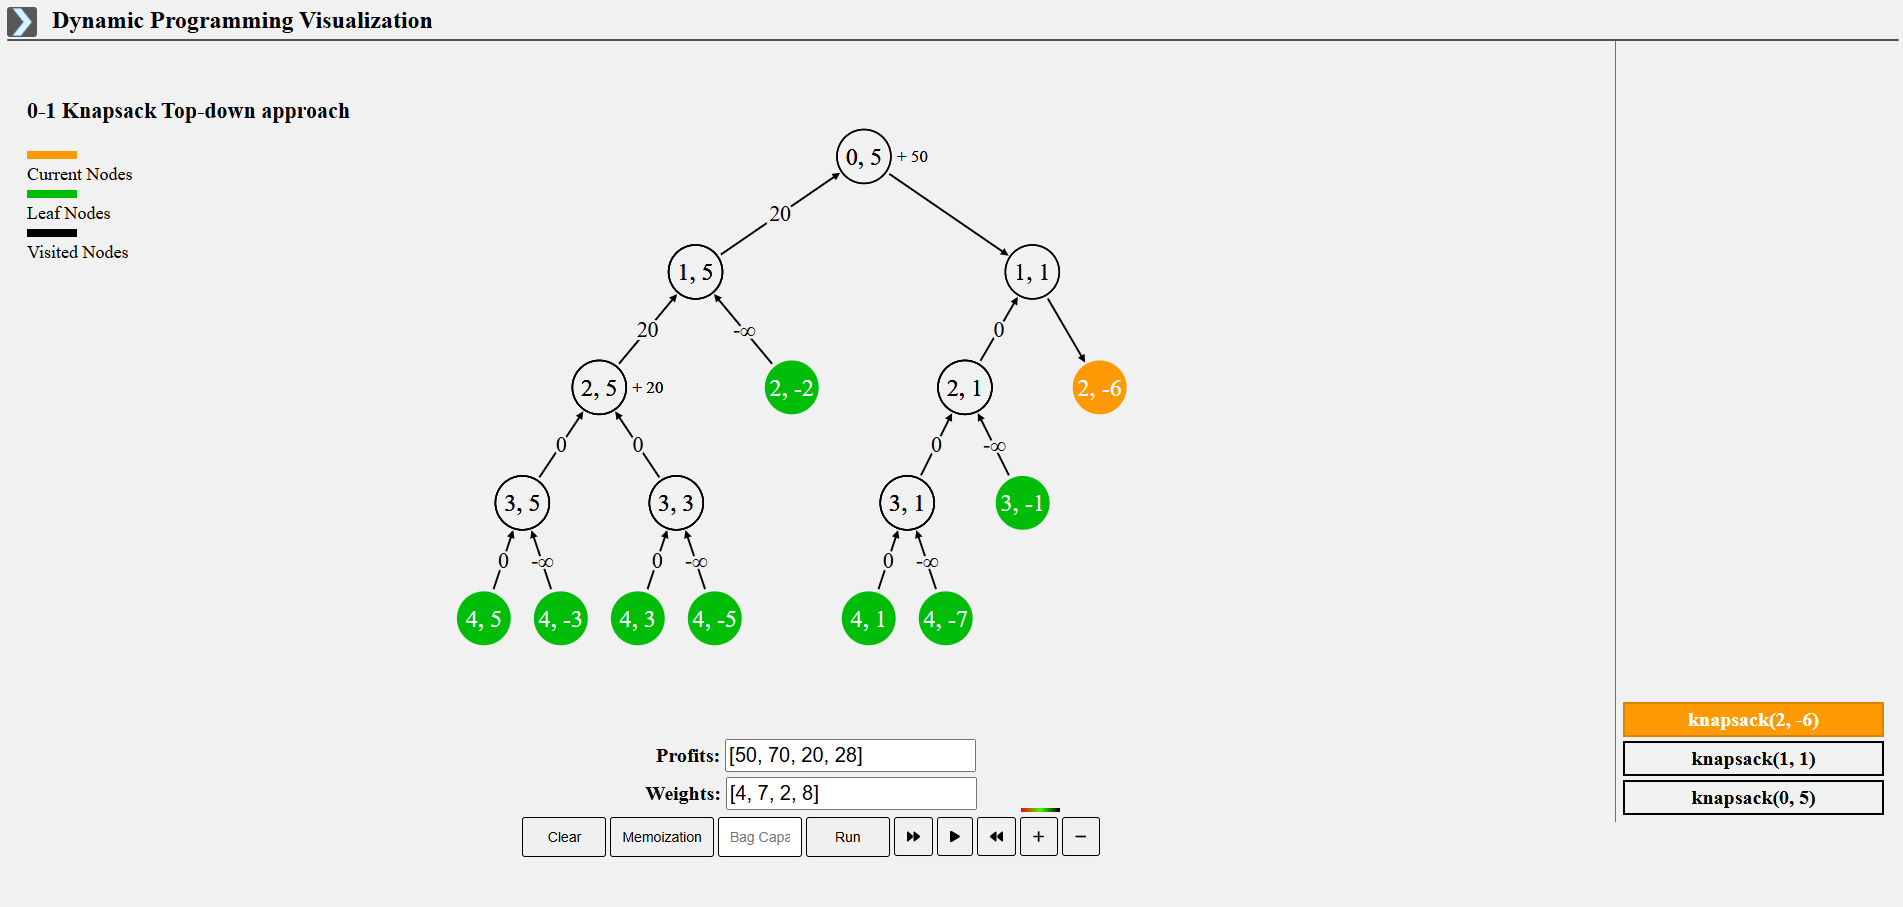 Dynamic Programming Visualization
0-1 Knapsack Top-down approach
Current Nodes
Leaf Nodes
Visited Nodes
0, 5 + 50
20
1, 5 1, 1
20 -∞ 0
2, 5 + 20 2, -2 2, 1 2, -6
0 0 0 -∞
3, 5 3, 3 3, 1 3, -1
0 -∞ 0 -∞ 0 -∞
4, 5 4, -3 4, 3 4, -5 4, 1 4, -7
knapsack(2, -6)
knapsack(1, 1)
knapsack(0, 5)
Profits: [50, 70, 20, 28]
Weights: [4, 7, 2, 8]
Clear Memoization Bag Capa Run + −